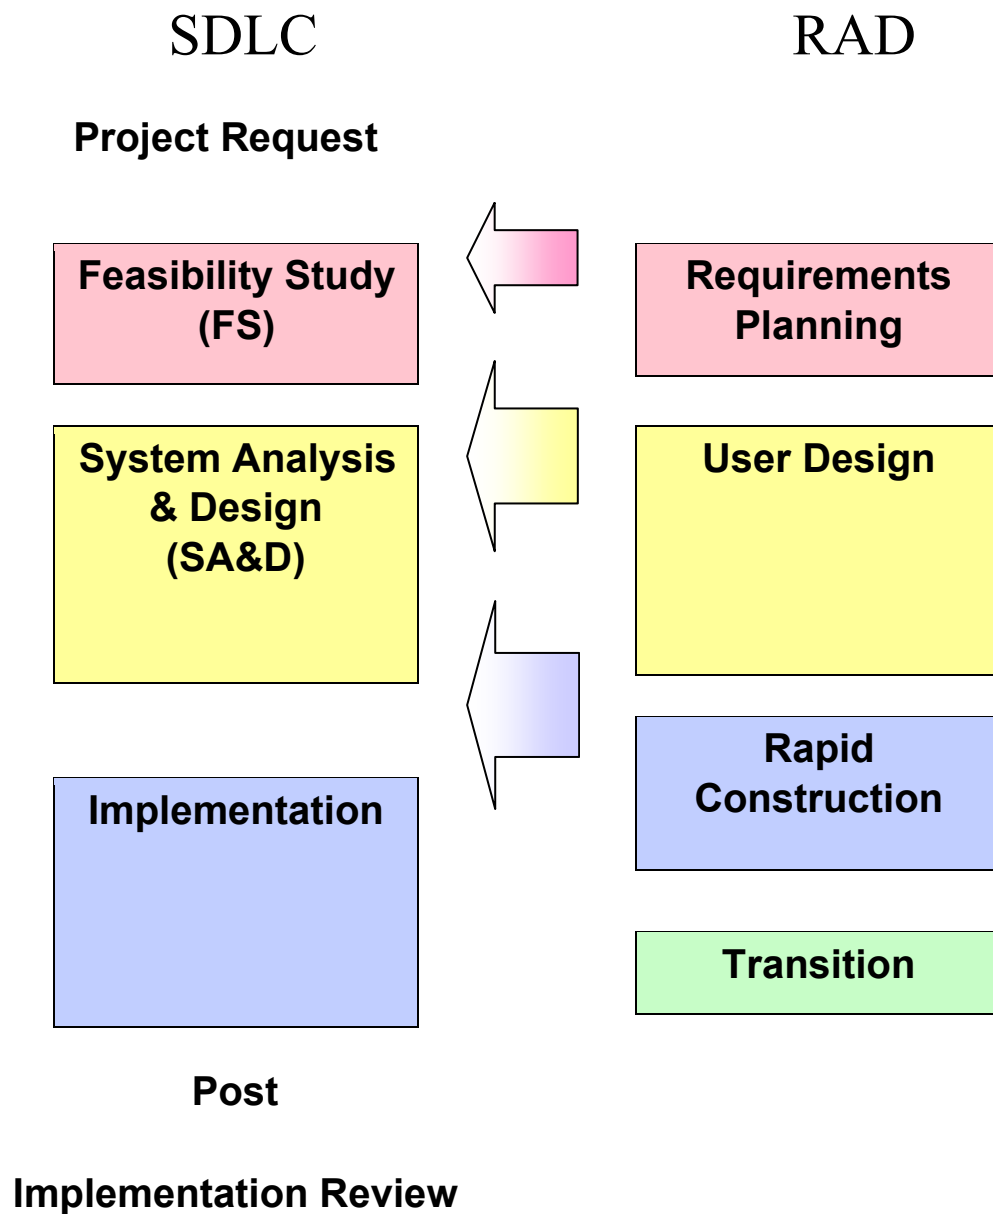 SDLC
RAD
Project Request
Feasibility Study
(FS)
Requirements
Planning
System Analysis
& Design
(SA&D)
User Design
Implementation
Rapid
Construction
Transition
Post
Implementation Review